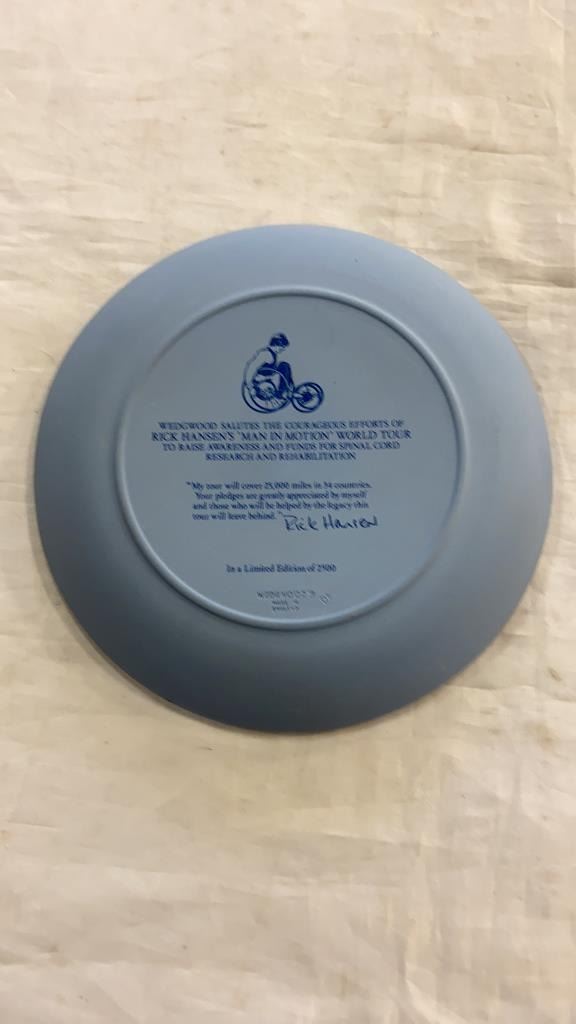 WEDGWOOD SALUTES THE COURAGEOUS EFFORTS OF
RICK HANSEN'S "MAN IN MOTION" WORLD TOUR
TO RAISE AWARENESS AND FUNDS FOR SPINAL CORD
RESEARCH AND REHABILITATION
"My tour will cover 25,000 miles in 34 countries.
Your pledges are greatly appreciated by myself
and those who will be helped by the legacy this
tour will leave behind."
Rick Hansen
In a Limited Edition of 2500
WEDGWOOD
MADE IN
ENGLAND